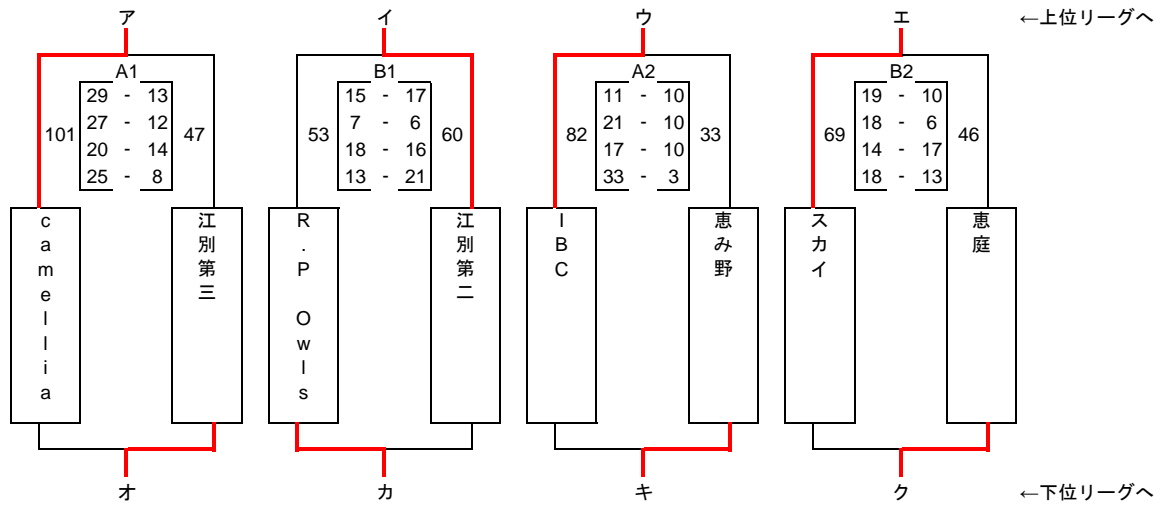 ア イ ウ エ ←上位リーグへ
A1 B1 A2 B2
29 - 13 15 - 17 11 - 10 19 - 10
27 - 12 7 - 6 21 - 10 18 - 6
101 47 53 60 82 33 69 46
20 - 14 18 - 16 17 - 10 14 - 17
25 - 8 13 - 21 33 - 3 18 - 13
camellia
江別第三
R.P Owls
江別第二
IBC
恵み野
スカイ
恵庭
オ カ キ ク ←下位リーグへ